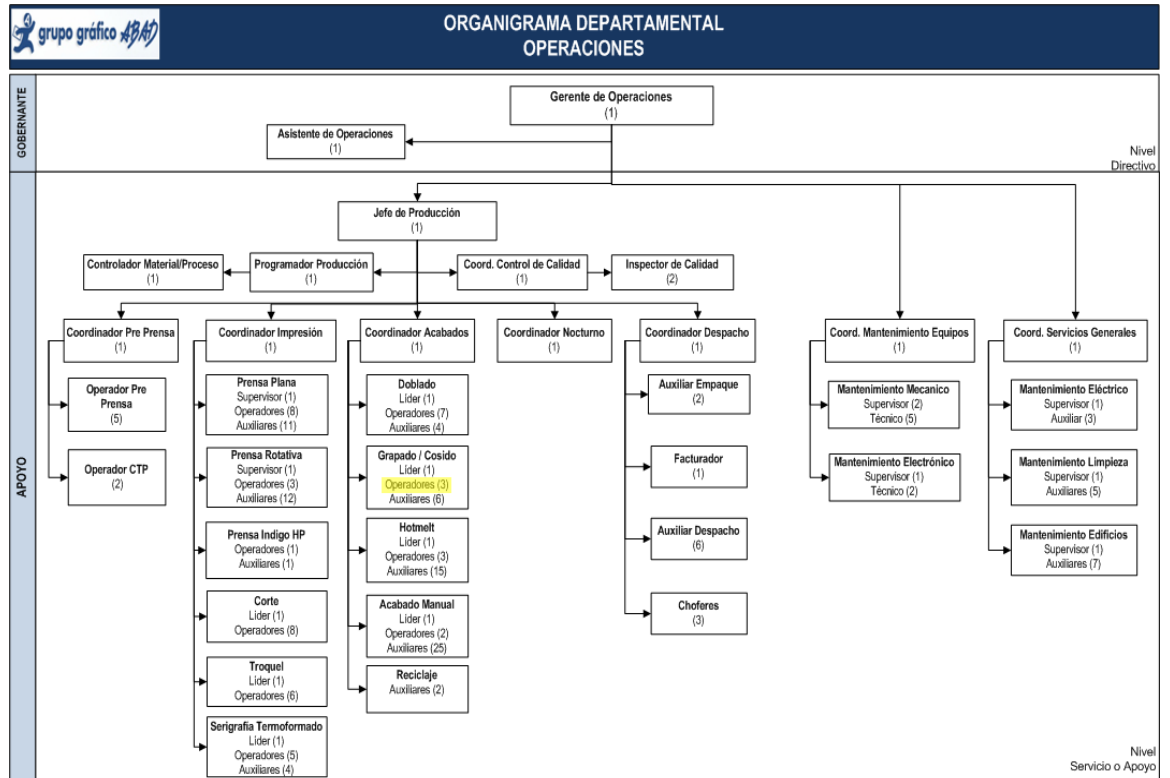 grupo gráfico ABAD
ORGANIGRAMA DEPARTAMENTAL
OPERACIONES
GOBERNANTE
Gerente de Operaciones
(1)
Asistente de Operaciones
(1)
Nivel
Directivo
APOYO
Jefe de Producción
(1)
Controlador Material/Proceso
(1)
Programador Producción
(1)
Coord. Control de Calidad
(1)
Inspector de Calidad
(2)
Coordinador Pre Prensa
(1)
Coordinador Impresión
(1)
Coordinador Acabados
(1)
Coordinador Nocturno
(1)
Coordinador Despacho
(1)
Coord. Mantenimiento Equipos
(1)
Coord. Servicios Generales
(1)
Operador Pre
Prensa
(5)
Operador CTP
(2)
Prensa Plana
Supervisor (1)
Operadores (8)
Auxiliares (11)
Prensa Rotativa
Supervisor (1)
Operadores (3)
Auxiliares (12)
Prensa Indigo HP
Operadores (1)
Auxiliares (1)
Corte
Lider (1)
Operadores (8)
Troquel
Líder (1)
Operadores (6)
Serigrafía Termoformado
Líder (1)
Operadores (5)
Auxiliares (4)
Doblado
Líder (1)
Operadores (7)
Auxiliares (4)
Grapado / Cosido
Líder (1)
Operadores (3)
Auxiliares (6)
Hotmelt
Líder (1)
Operadores (3)
Auxiliares (15)
Acabado Manual
Líder (1)
Operadores (2)
Auxiliares (25)
Reciclaje
Auxiliares (2)
Auxiliar Empaque
(2)
Facturador
(1)
Auxiliar Despacho
(6)
Choferes
(3)
Mantenimiento Mecanico
Supervisor (2)
Técnico (5)
Mantenimiento Electrónico
Supervisor (1)
Técnico (2)
Mantenimiento Eléctrico
Supervisor (1)
Auxiliar (3)
Mantenimiento Limpieza
Supervisor (1)
Auxiliares (5)
Mantenimiento Edificios
Supervisor (1)
Auxiliares (7)
Nivel
Servicio o Apoyo